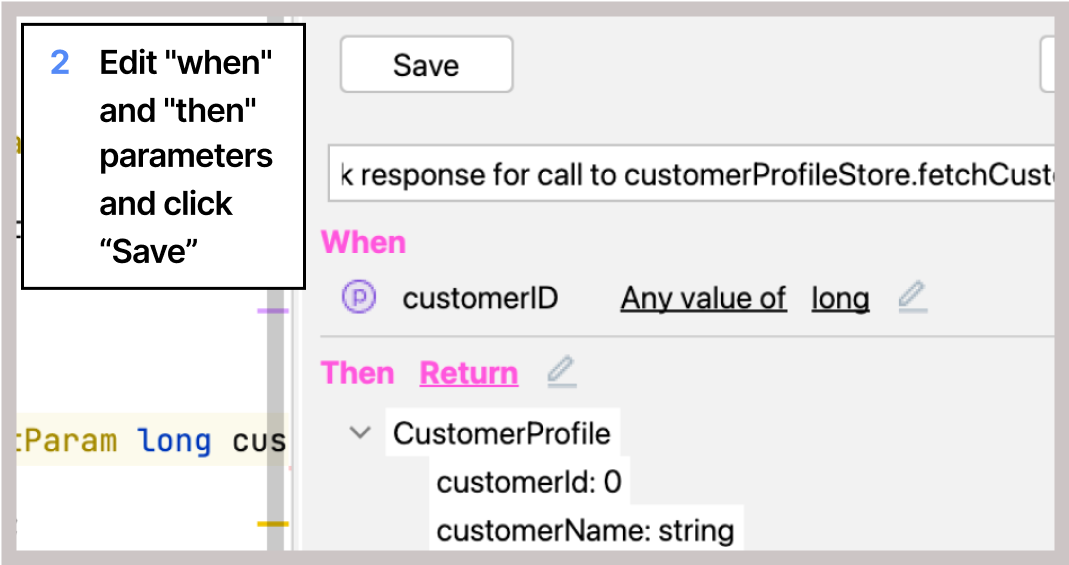 2 Edit "when"
and "then"
parameters
and click
“Save”
Save
k response for call to customerProfileStore.fetchCust
When
p customerID Any value of long
Then Return
CustomerProfile
customerId: 0
customerName: string
tParam long cus